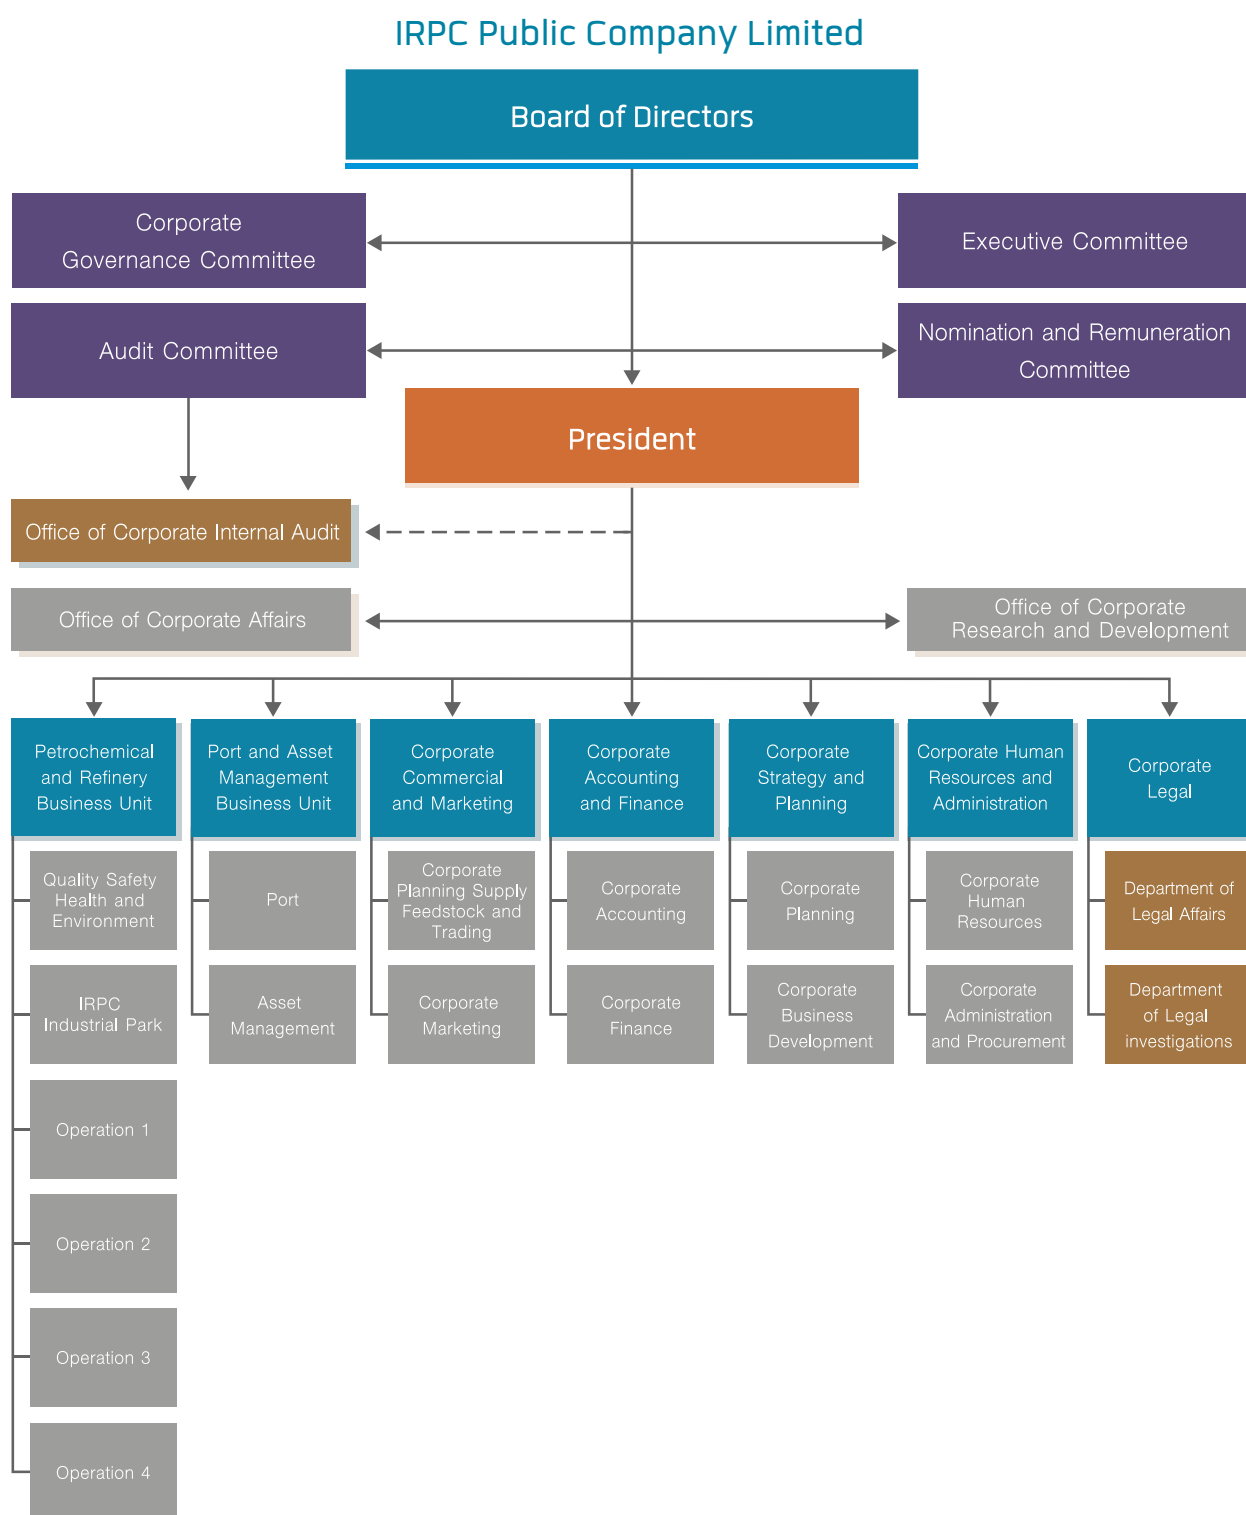 IRPC Public Company Limited
Board of Directors
Corporate
Governance Committee
Executive Committee
Audit Committee
Nomination and Remuneration
Committee
President
Office of Corporate Internal Audit
Office of Corporate Affairs
Office of Corporate
Research and Development
Petrochemical
and Refinery
Business Unit
Port and Asset
Management
Business Unit
Corporate
Commercial
and Marketing
Corporate
Accounting
and Finance
Corporate
Strategy and
Planning
Corporate Human
Resources and
Administration
Corporate
Legal
Quality Safety
Health and
Environment
Port
Corporate
Planning Supply
Feedstock and
Trading
Corporate
Accounting
Corporate
Planning
Corporate
Human
Resources
Department of
Legal Affairs
IRPC
Industrial Park
Asset
Management
Corporate
Marketing
Corporate
Finance
Corporate
Business
Development
Corporate
Administration
and Procurement
Department
of Legal
investigations
Operation 1
Operation 2
Operation 3
Operation 4